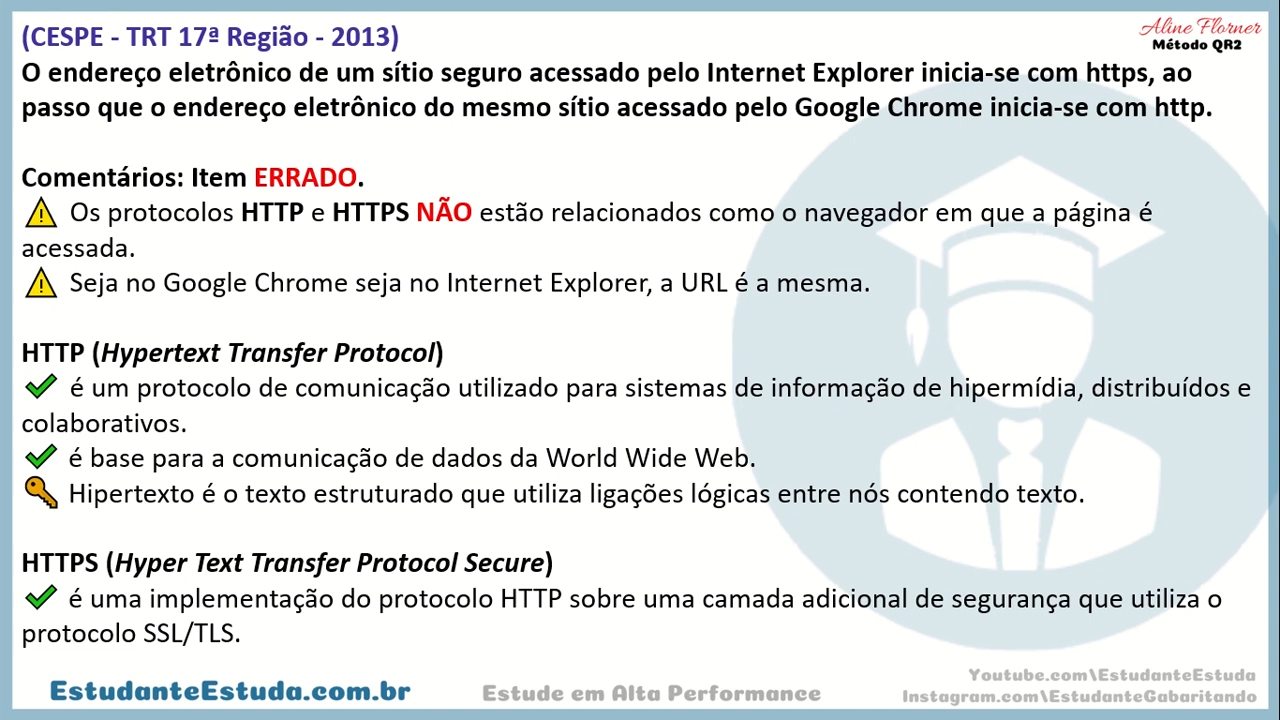 (CESPE - TRT 17ª Região - 2013)
Aline Florner
Método QR2
O endereço eletrônico de um sítio seguro acessado pelo Internet Explorer inicia-se com https, ao
passo que o endereço eletrônico do mesmo sítio acessado pelo Google Chrome inicia-se com http.
Comentários: Item ERRADO.
Os protocolos HTTP e HTTPS NÃO estão relacionados como o navegador em que a página é
acessada.
Seja no Google Chrome seja no Internet Explorer, a URL é a mesma.
HTTP (Hypertext Transfer Protocol)
é um protocolo de comunicação utilizado para sistemas de informação de hipermídia, distribuídos e
colaborativos.
é base para a comunicação de dados da World Wide Web.
Hipertexto é o texto estruturado que utiliza ligações lógicas entre nós contendo texto.
HTTPS (Hyper Text Transfer Protocol Secure)
é uma implementação do protocolo HTTP sobre uma camada adicional de segurança que utiliza o
protocolo SSL/TLS.
EstudanteEstuda.com.br
Estude em Alta Performance
Youtube.com\EstudanteEstuda
Instagram.com\EstudanteGabaritando